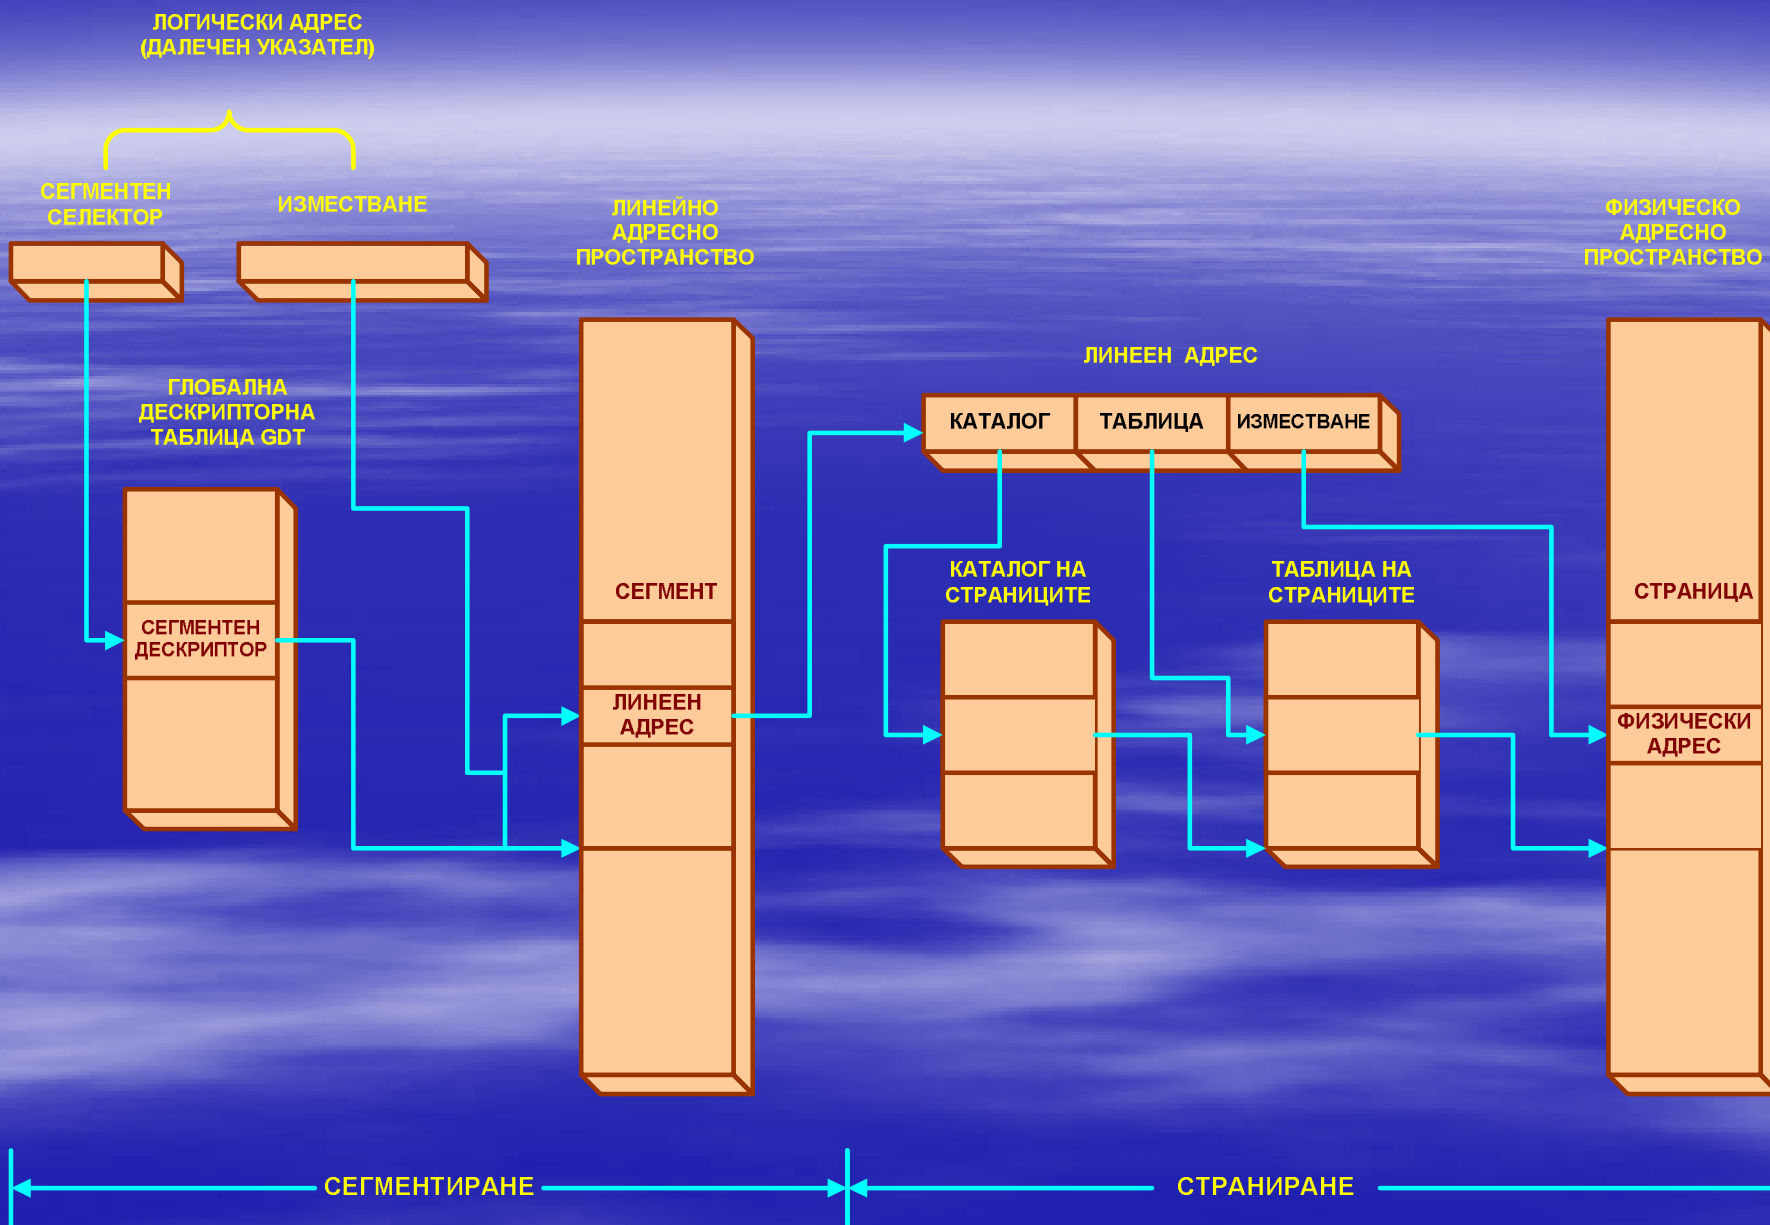 ЛОГИЧЕСКИ АДРЕС
(ДАЛЕЧЕН УКАЗАТЕЛ)
СЕГМЕНТЕН
СЕЛЕКТОР
ИЗМЕСТВАНЕ
ЛИНЕЙНО
АДРЕСНО
ПРОСТРАНСТВО
ФИЗИЧЕСКО
АДРЕСНО
ПРОСТРАНСТВО
ГЛОБАЛНА
ДЕСКРИПТОРНА
ТАБЛИЦА GDT
ЛИНЕЕН АДРЕС
КАТАЛОГ
ТАБЛИЦА
ИЗМЕСТВАНЕ
СЕГМЕНТЕН
ДЕСКРИПТОР
СЕГМЕНТ
ЛИНЕЕН
АДРЕС
КАТАЛОГ НА
СТРАНИЦИТЕ
ТАБЛИЦА НА
СТРАНИЦИТЕ
СТРАНИЦА
ФИЗИЧЕСКИ
АДРЕС
СЕГМЕНТИРАНЕ
СТРАНИРАНЕ